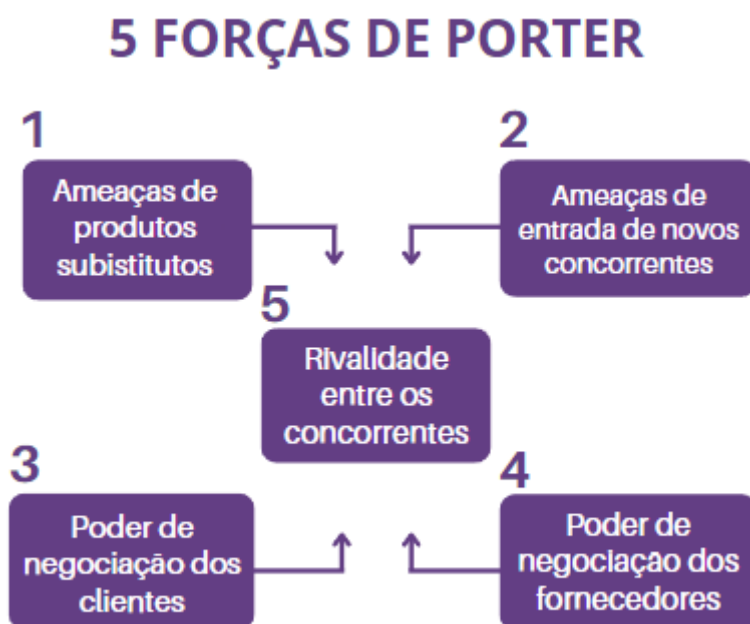 5 FORÇAS DE PORTER
1
Ameaças de
produtos
subistitutos
2
Ameaças de
entrada de novos
concorrentes
5
Rivalidade
entre os
concorrentes
3
Poder de
negociação dos
clientes
4
Poder de
negociação dos
fornecedores